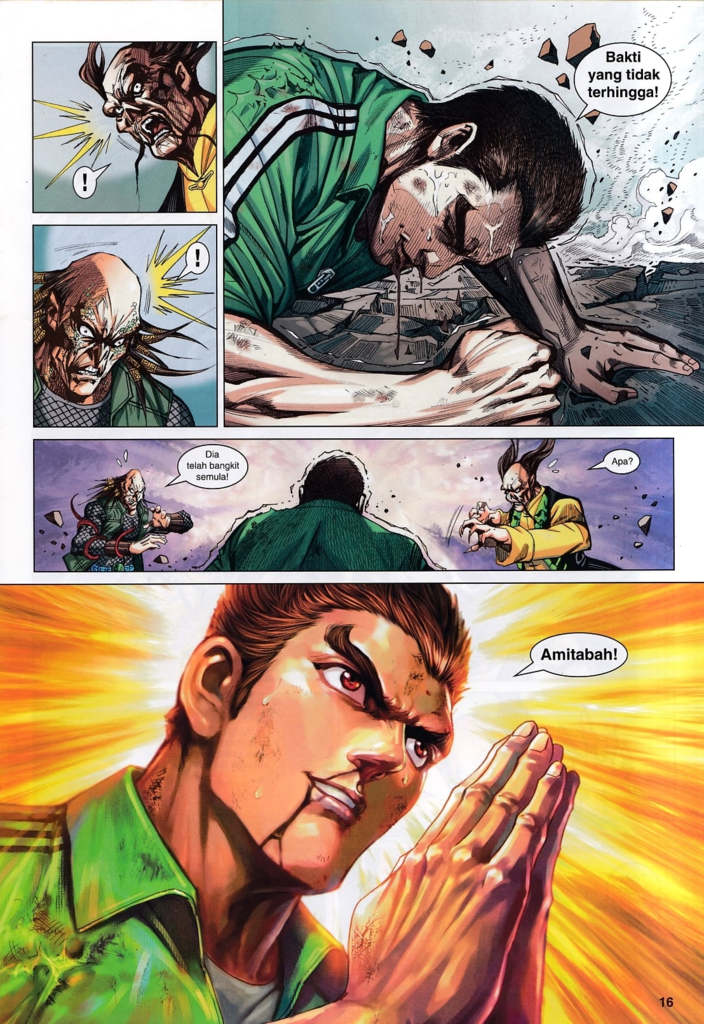 !
Bakti
yang tidak
terhingga!
!
Dia
telah bangkit
semula!
Apa?
Amitabah!
16